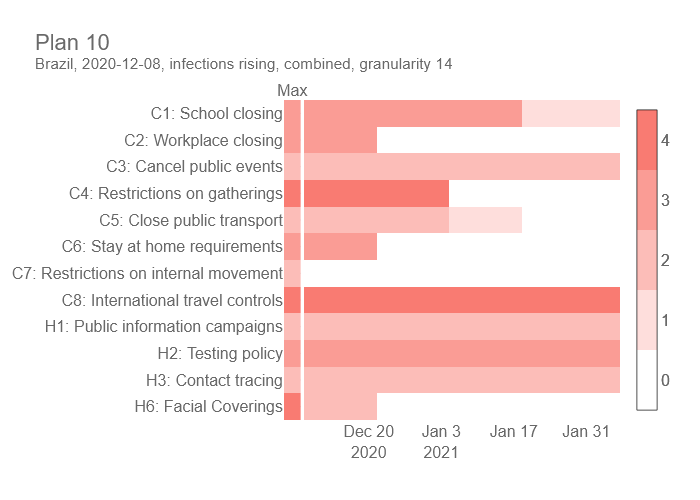 Plan 10
Brazil, 2020-12-08, infections rising, combined, granularity 14
Max
C1: School closing
C2: Workplace closing
C3: Cancel public events
C4: Restrictions on gatherings
C5: Close public transport
C6: Stay at home requirements
C7: Restrictions on internal movement
C8: International travel controls
H1: Public information campaigns
H2: Testing policy
H3: Contact tracing
H6: Facial Coverings
4
3
2
1
0
Dec 20 Jan 3 Jan 17 Jan 31
2020 2021